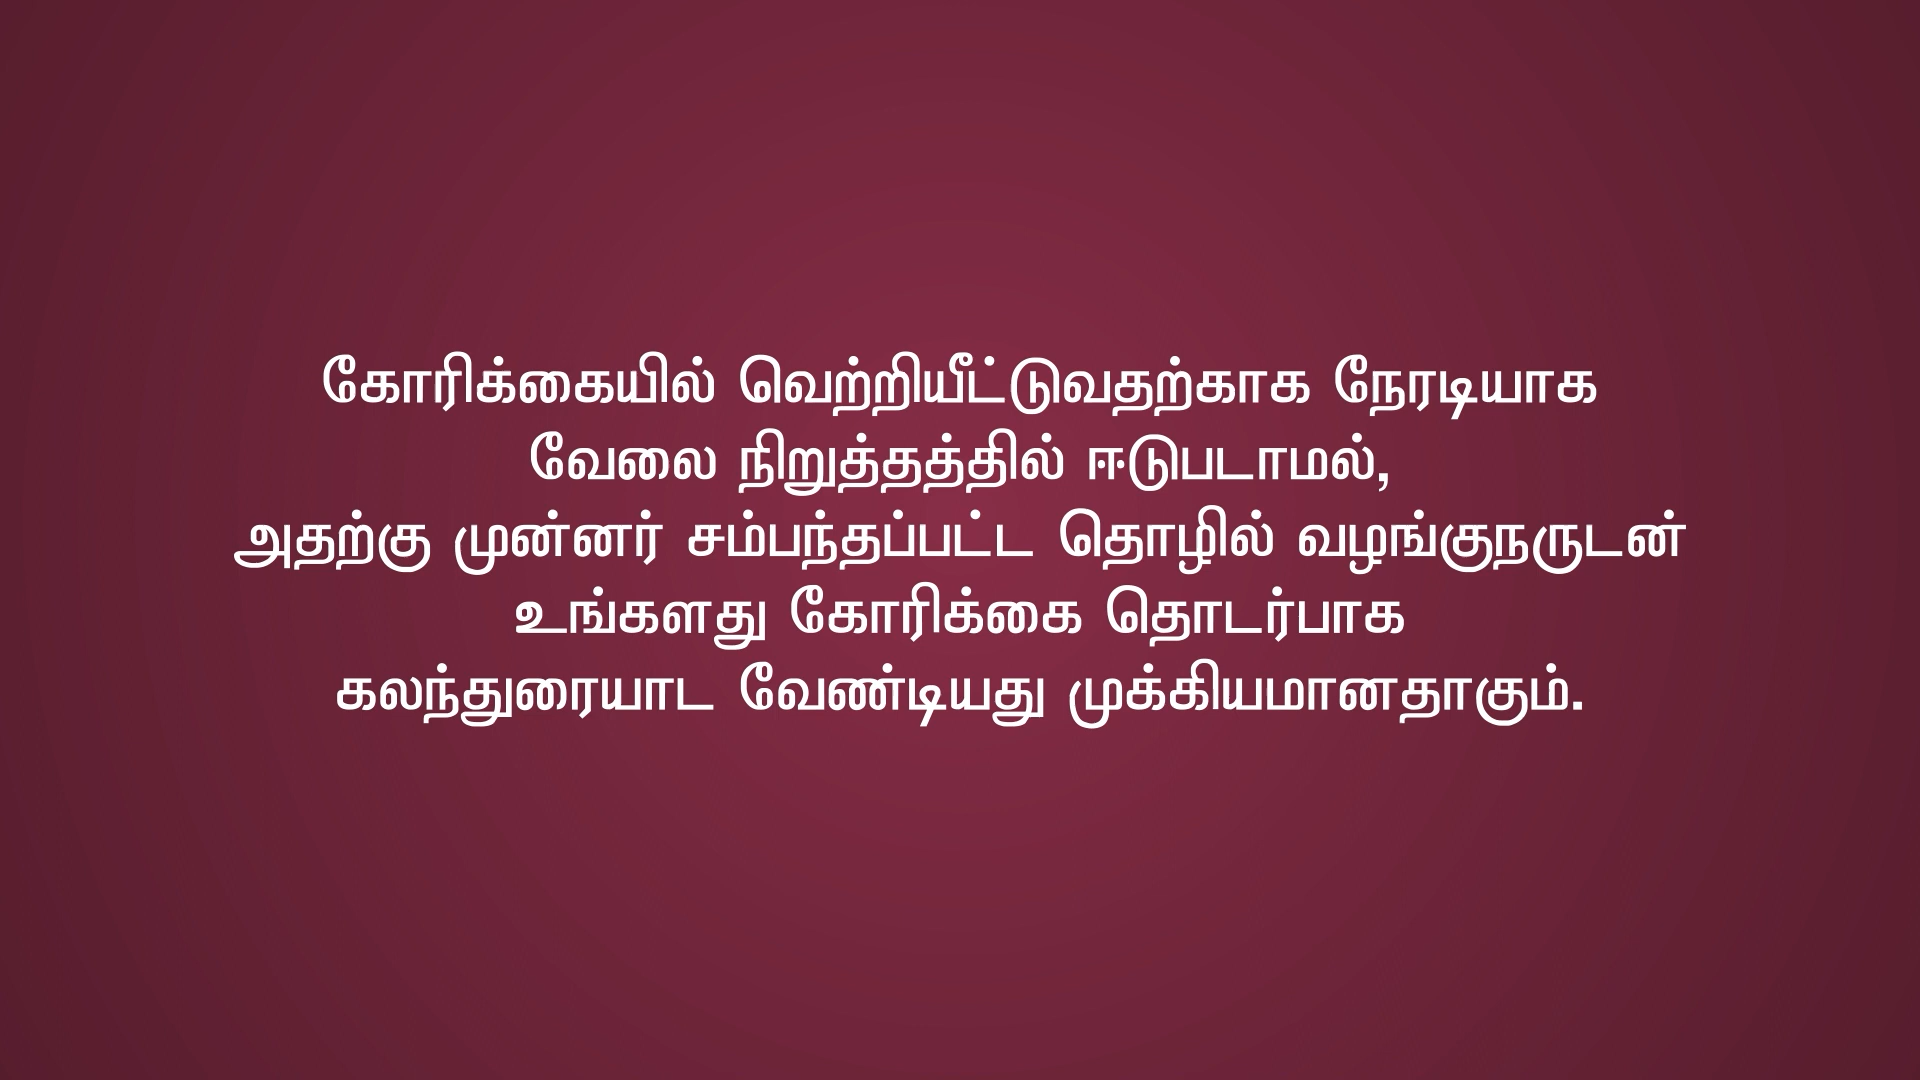 கோரிக்கையில் வெற்றியீட்டுவதற்காக நேரடியாக
வேலை நிறுத்தத்தில் ஈடுபடாமல்,
அதற்கு முன்னர் சம்பந்தப்பட்ட தொழில் வழங்குநருடன்
உங்களது கோரிக்கை தொடர்பாக
கலந்துரையாட வேண்டியது முக்கியமானதாகும்.